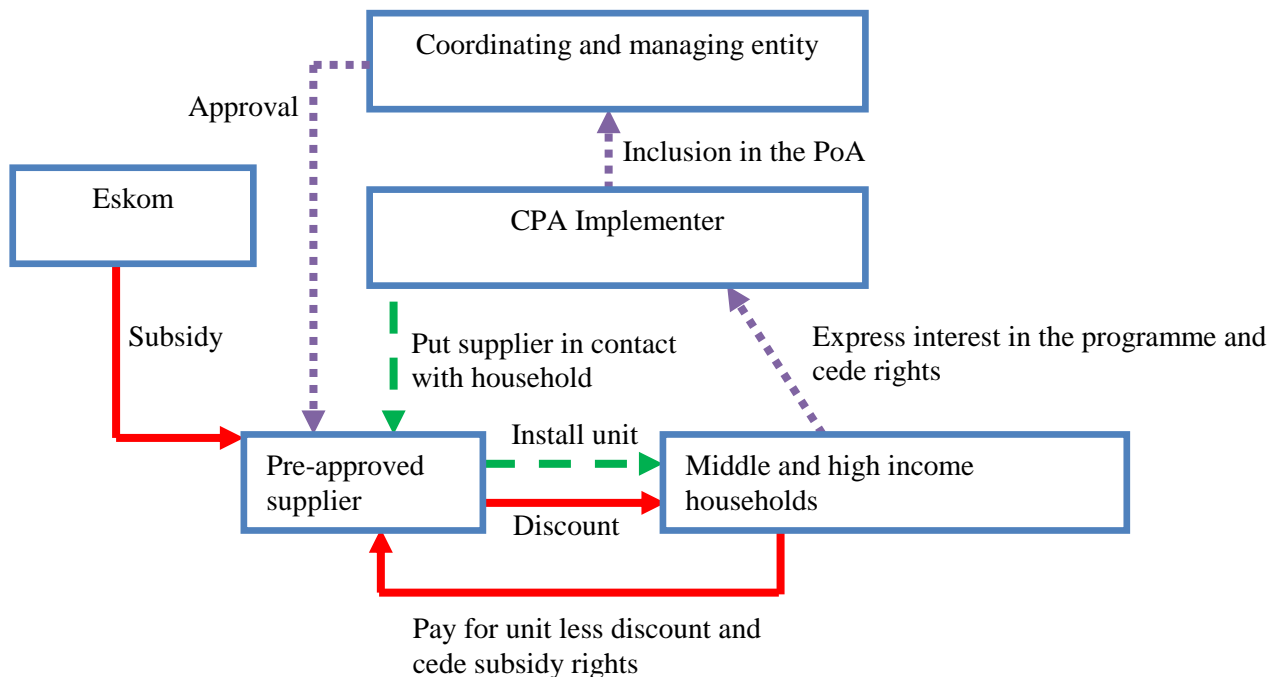 Coordinating and managing entity
Approval
Inclusion in the PoA
Eskom
CPA Implementer
Subsidy
Put supplier in contact
with household
Express interest in the programme and
cede rights
Install unit
Pre-approved
supplier
Middle and high income
households
Discount
Pay for unit less discount and
cede subsidy rights